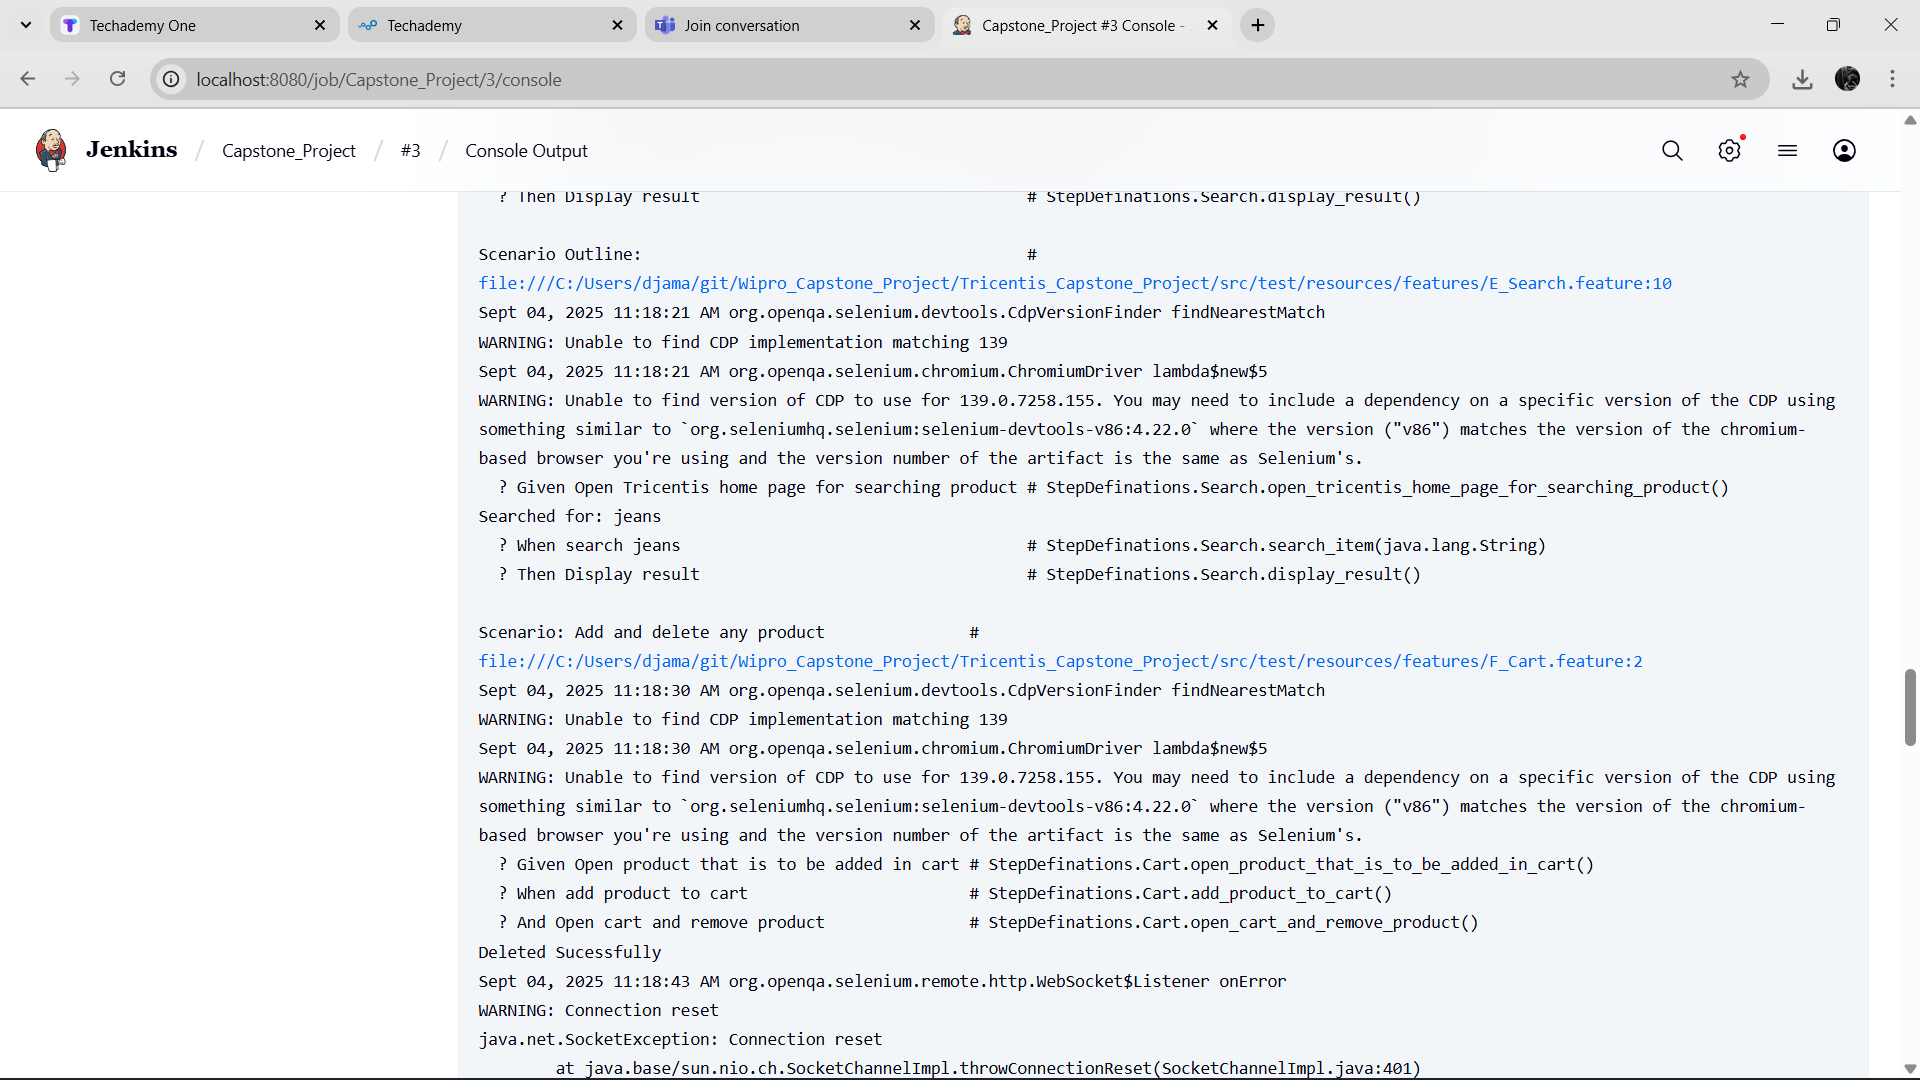 Techademy One
Techademy
Join conversation
Capstone_Project #3 Console -
localhost:8080/job/Capstone_Project/3/console
Jenkins / Capstone_Project / #3 / Console Output
? Then Display result # StepDefinations.Search.display_result()
Scenario Outline: #
file:///C:/Users/djama/git/Wipro_Capstone_Project/Tricentis_Capstone_Project/src/test/resources/features/E_Search.feature:10
Sept 04, 2025 11:18:21 AM org.openqa.selenium.devtools.CdpVersionFinder findNearestMatch
WARNING: Unable to find CDP implementation matching 139
Sept 04, 2025 11:18:21 AM org.openqa.selenium.chromium.ChromiumDriver lambda$new$5
WARNING: Unable to find version of CDP to use for 139.0.7258.155. You may need to include a dependency on a specific version of the CDP using
something similar to `org.seleniumhq.selenium:selenium-devtools-v86:4.22.0` where the version ("v86") matches the version of the chromium-
based browser you're using and the version number of the artifact is the same as Selenium's.
? Given Open Tricentis home page for searching product # StepDefinations.Search.open_tricentis_home_page_for_searching_product()
Searched for: jeans
? When search jeans # StepDefinations.Search.search_item(java.lang.String)
? Then Display result # StepDefinations.Search.display_result()
Scenario: Add and delete any product #
file:///C:/Users/djama/git/Wipro_Capstone_Project/Tricentis_Capstone_Project/src/test/resources/features/F_Cart.feature:2
Sept 04, 2025 11:18:30 AM org.openqa.selenium.devtools.CdpVersionFinder findNearestMatch
WARNING: Unable to find CDP implementation matching 139
Sept 04, 2025 11:18:30 AM org.openqa.selenium.chromium.ChromiumDriver lambda$new$5
WARNING: Unable to find version of CDP to use for 139.0.7258.155. You may need to include a dependency on a specific version of the CDP using
something similar to `org.seleniumhq.selenium:selenium-devtools-v86:4.22.0` where the version ("v86") matches the version of the chromium-
based browser you're using and the version number of the artifact is the same as Selenium's.
? Given Open product that is to be added in cart # StepDefinations.Cart.open_product_that_is_to_be_added_in_cart()
? When add product to cart # StepDefinations.Cart.add_product_to_cart()
? And Open cart and remove product # StepDefinations.Cart.open_cart_and_remove_product()
Deleted Sucessfully
Sept 04, 2025 11:18:43 AM org.openqa.selenium.remote.http.WebSocket$Listener onError
WARNING: Connection reset
java.net.SocketException: Connection reset
at java.base/sun.nio.ch.SocketChannelImpl.throwConnectionReset(SocketChannelImpl.java:401)